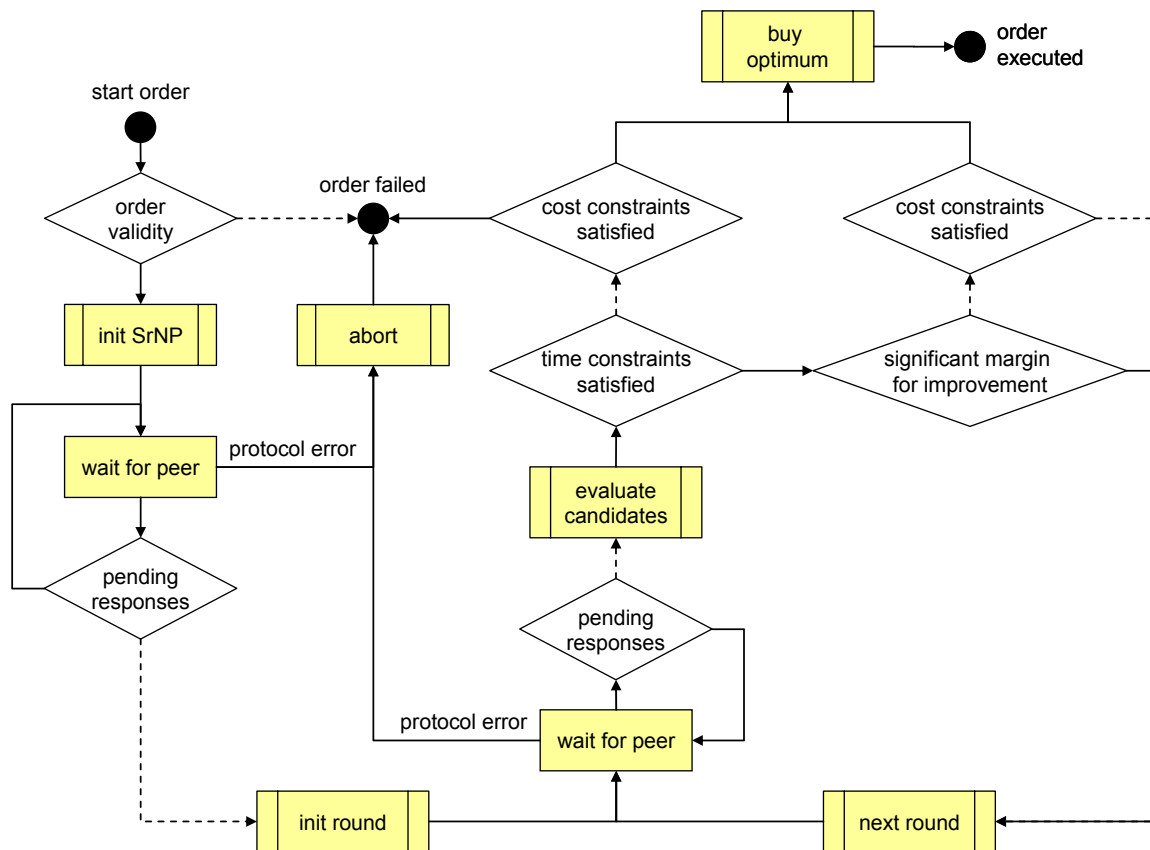 buy
optimum
order
executed
start order
order failed
order
validity
cost constraints
satisfied
cost constraints
satisfied
init SrNP
abort
time constraints
satisfied
significant margin
for improvement
protocol error
wait for peer
evaluate
candidates
pending
responses
pending
responses
protocol error
wait for peer
init round
next round